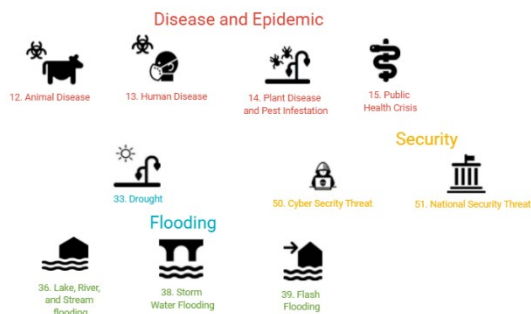 Disease and Epidemic
12. Animal Disease
13. Human Disease
14. Plant Disease
and Pest Infestation
15. Public
Health Crisis
Security
33. Drought
50. Cyber Secrity Threat
51. National Security Threat
Flooding
36. Lake, River,
and Stream
flooding
38. Storm
Water Flooding
39. Flash
Flooding